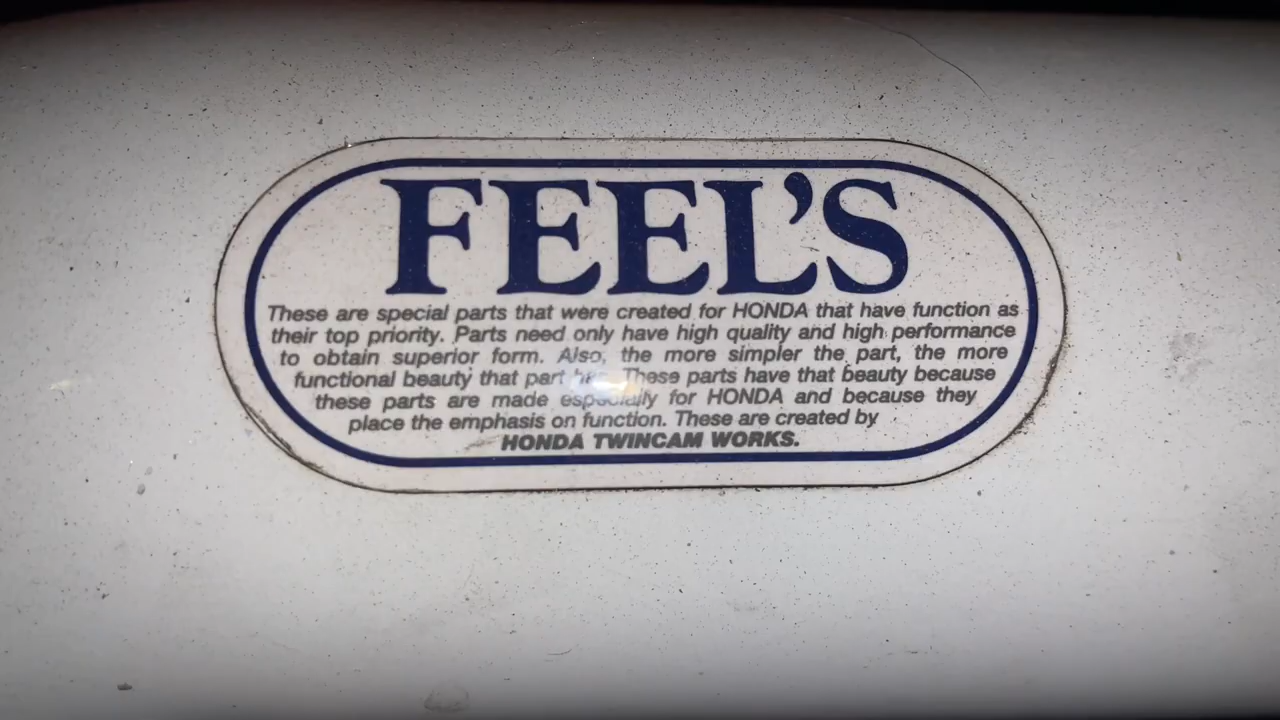 FEEL'S
These are special parts that were created for HONDA that have function as
their top priority. Parts need only have high quality and high performance
to obtain superior form. Also, the more simpler the part, the more
functional beauty that part has. These parts have that beauty because
these parts are made especially for HONDA and because they
place the emphasis on function. These are created by
HONDA TWINCAM WORKS.